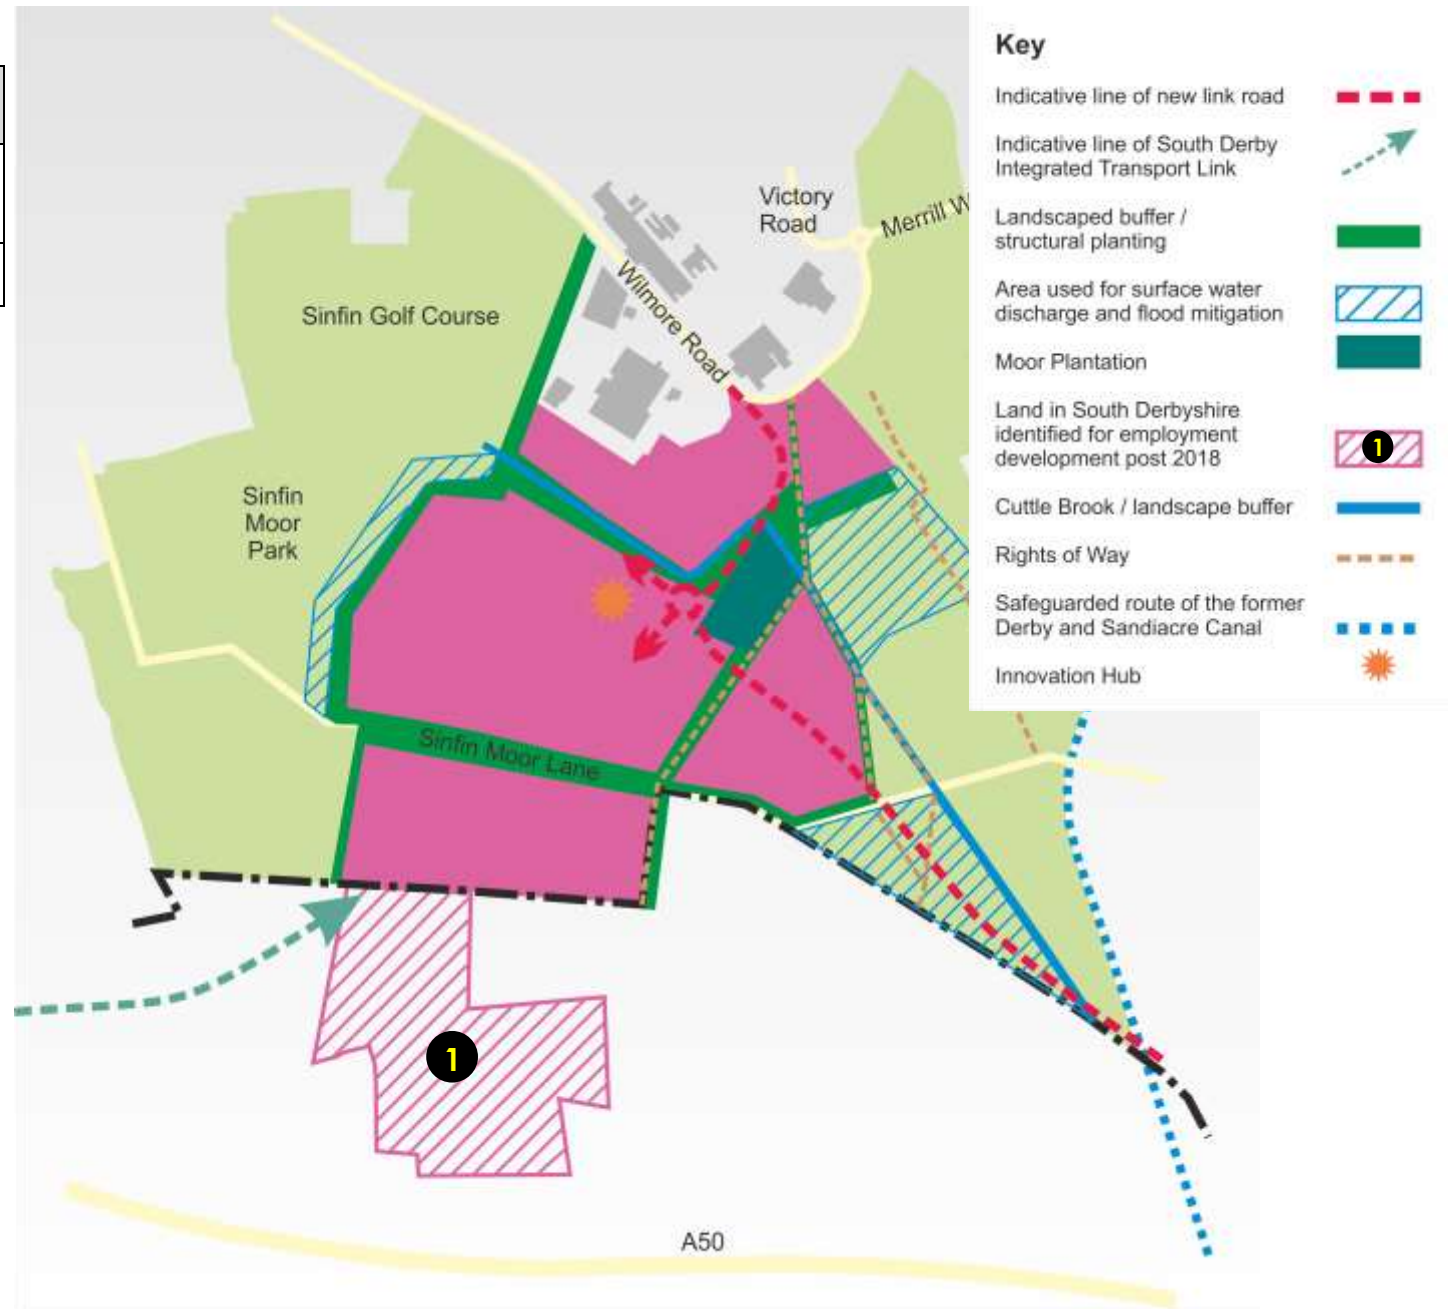 Key
Indicative line of new link road
Indicative line of South Derby
Integrated Transport Link
Landscaped buffer /
structural planting
Area used for surface water
discharge and flood mitigation
Moor Plantation
Land in South Derbyshire
identified for employment
development post 2018
1
Cuttle Brook / landscape buffer
Rights of Way
Safeguarded route of the former
Derby and Sandiacre Canal
Innovation Hub
Victory
Road
Merrill W
Wilmore Road
Sinfin Golf Course
Sinfin
Moor
Park
Sinfin Moor Lane
1
A50